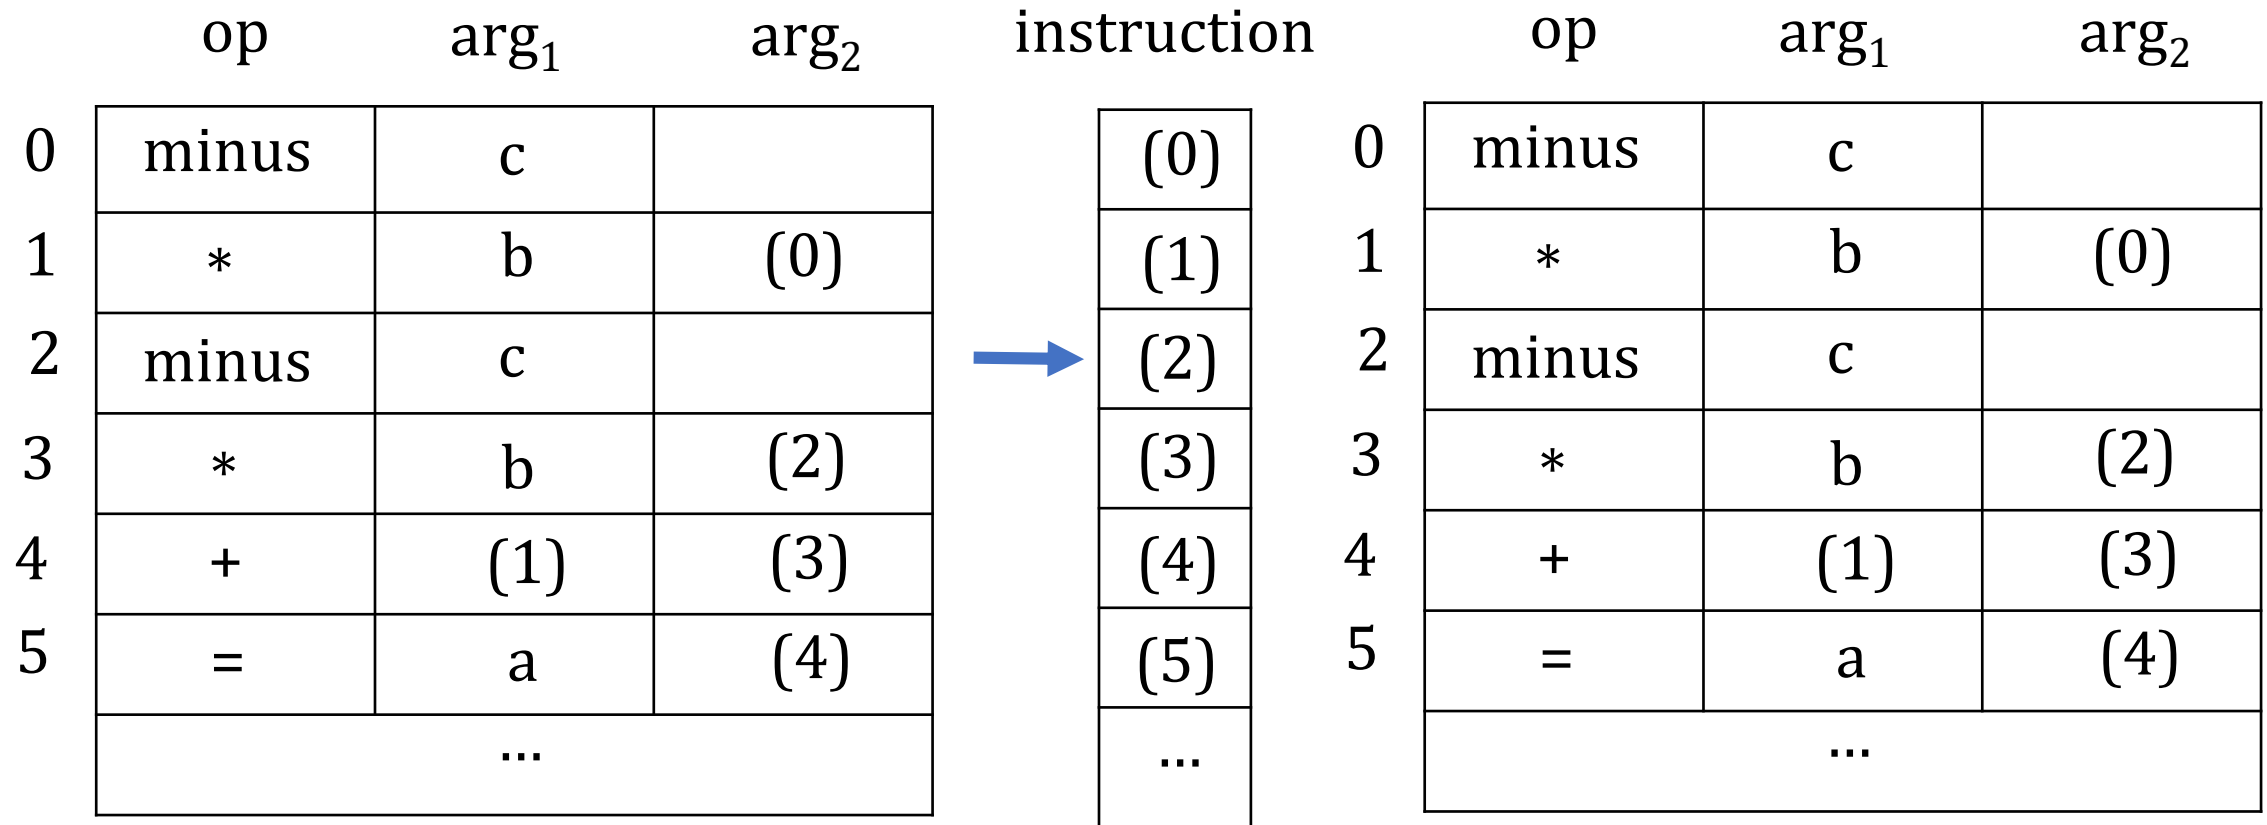 op arg₁ arg₂ instruction op arg₁ arg₂
0 minus c (0) 0 minus c
1 * b (0) (1) 1 * b (0)
2 minus c (2) 2 minus c
3 * b (2) (3) 3 * b (2)
4 + (1) (3) (4) 4 + (1) (3)
5 = a (4) (5) 5 = a (4)
... ... ...